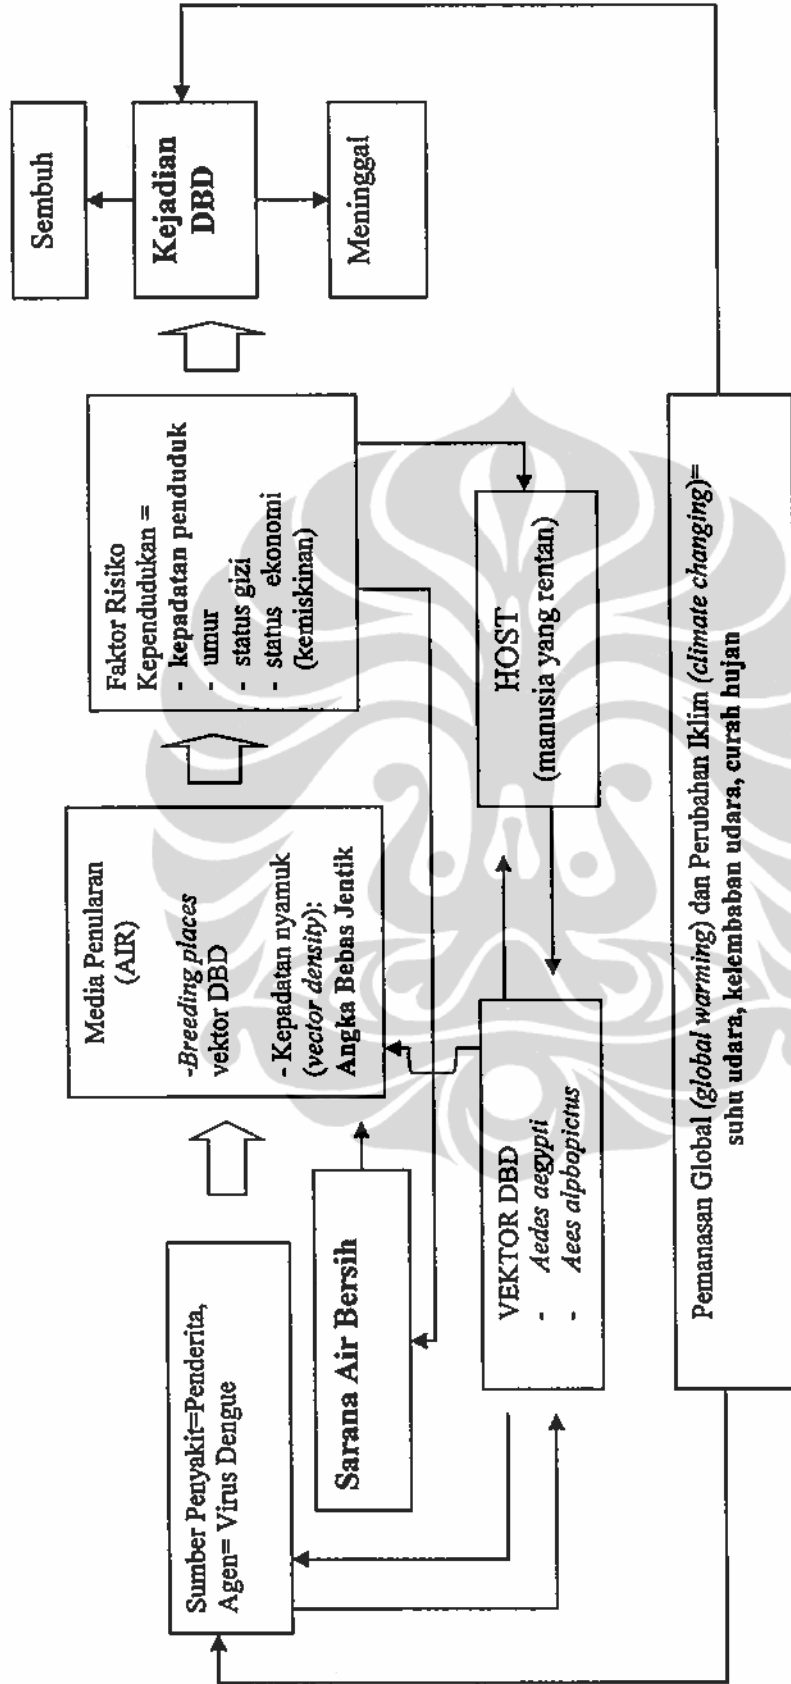 Sumber Penyakit=Penderita,
Agen= Virus Dengue
Media Penularan
(AIR)
-Breeding places
vektor DBD
- Kepadatan nyamuk
(vector density):
Angka Bebas Jentik
Faktor Risiko
Kependudukan =
- kepadatan penduduk
- umur
- status gizi
- status ekonomi
(kemiskinan)
Sembuh
Kejadian
DBD
Meninggal
Sarana Air Bersih
VEKTOR DBD
- Aedes aegypti
- Aees alpbopictus
HOST
(manusia yang rentan)
Pemanasan Global (global warming) dan Perubahan Iklim (climate changing)=
suhu udara, kelembaban udara, curah hujan